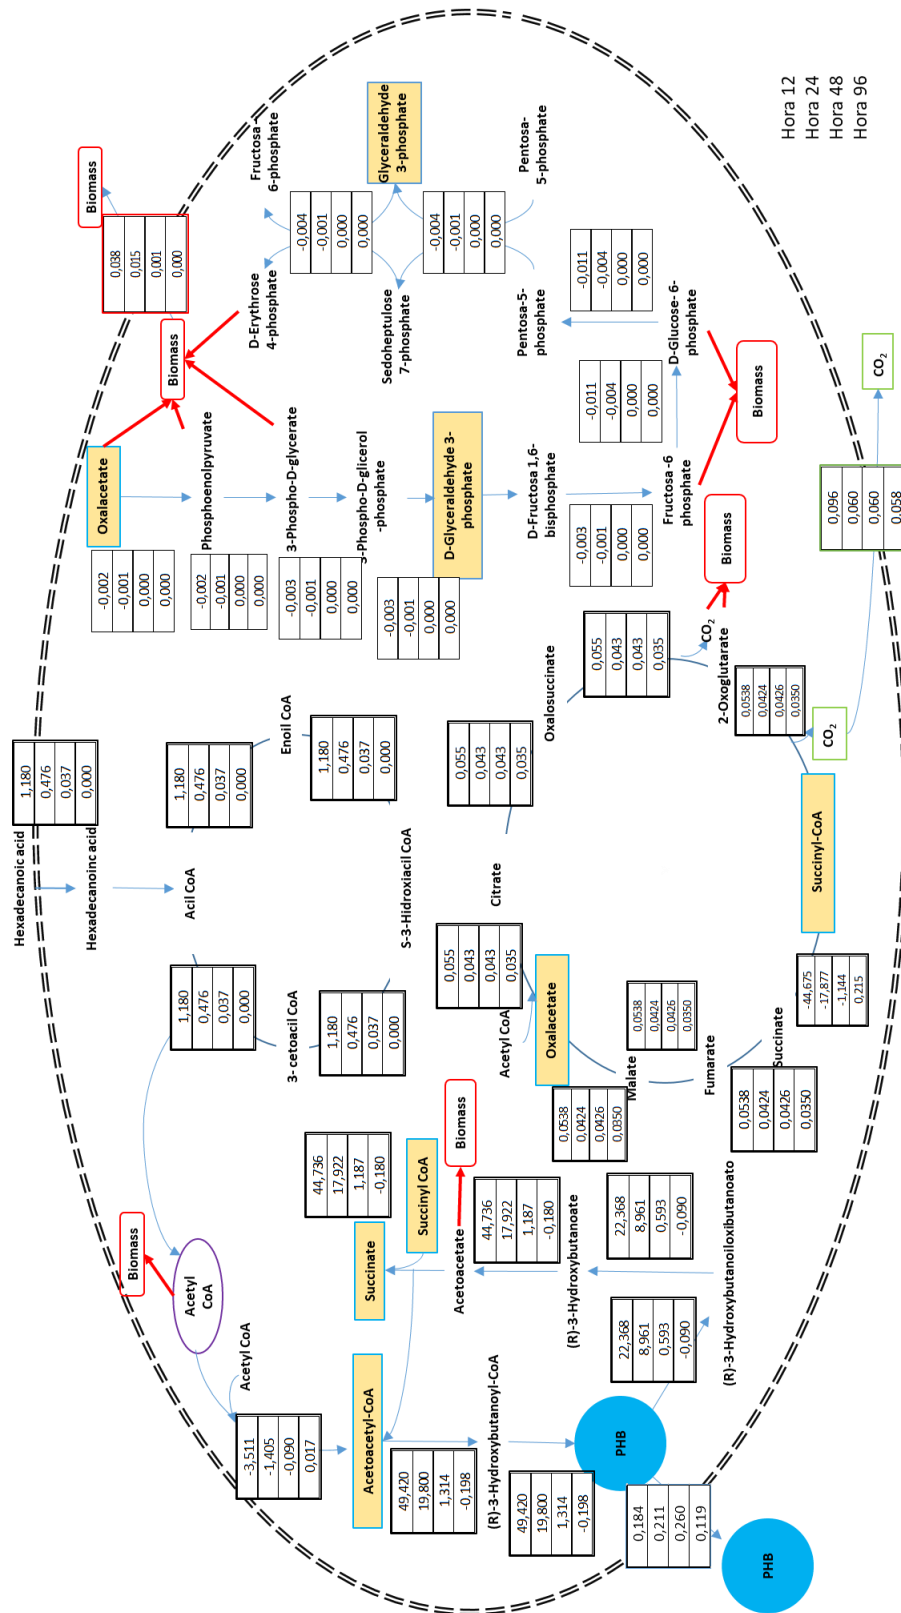 Hexadecanoic acid
1,180
0,476
0,037
0,000
Hexadecanoinc acid
Acil CoA
1,180
0,476
0,037
0,000
Enoil CoA
1,180
0,476
0,037
0,000
S-3-Hidroxiacil CoA
1,180
0,476
0,037
0,000
3- cetoacil CoA
1,180
0,476
0,037
0,000
Biomass
Acetyl
CoA
Acetyl CoA
-3,511
-1,405
-0,090
0,017
Acetoacetyl-CoA
49,420
19,800
1,314
-0,198
(R)-3-Hydroxybutanoyl-CoA
49,420
19,800
1,314
-0,198
PHB
0,184
0,211
0,260
0,119
PHB
22,368
8,961
0,593
-0,090
(R)-3-Hydroxibutanoiloxibutanoato
22,368
8,961
0,593
-0,090
(R)-3-Hydroxybutanoate
44,736
17,922
1,187
-0,180
Acetoacetate
Biomass
Succinate
Succinyl CoA
44,736
17,922
1,187
-0,180
Acetyl CoA
Oxalacetate
0,055
0,043
0,043
0,035
Citrate
0,055
0,043
0,043
0,035
Oxalosuccinate
0,055
0,043
0,043
0,035
CO2
Biomass
2-Oxoglutarate
0,0538
0,0424
0,0426
0,0350
CO2
Succinyl-CoA
-44,675
-17,877
-1,144
0,215
Succinate
0,0538
0,0424
0,0426
0,0350
Fumarate
0,0538
0,0424
0,0426
0,0350
Malate
0,0538
0,0424
0,0426
0,0350
0,096
0,060
0,060
0,058
CO2
Oxalacetate
-0,002
-0,001
0,000
0,000
Phosphoenolpyruvate
-0,002
-0,001
0,000
0,000
3-Phospho-D-glycerate
-0,003
-0,001
0,000
0,000
3-Phospho-D-glicerol
-phosphate
-0,003
-0,001
0,000
0,000
D-Glyceraldehyde 3-
phosphate
D-Fructosa 1,6-
bisphosphate
-0,003
-0,001
0,000
0,000
Fructosa -6
phosphate
Biomass
-0,011
-0,004
0,000
0,000
D-Glucose- 6-
phosphate
-0,011
-0,004
0,000
0,000
Pentosa-5-
phosphate
Pentosa-
5-phosphate
-0,004
-0,001
0,000
0,000
Sedoheptulose
7-phosphate
Glyceraldehyde
3-phosphate
-0,004
-0,001
0,000
0,000
D-Erythrose
4-phosphate
Fructosa-
6-phosphate
Biomass
0,038
0,015
0,001
0,000
Biomass
Hora 12
Hora 24
Hora 48
Hora 96